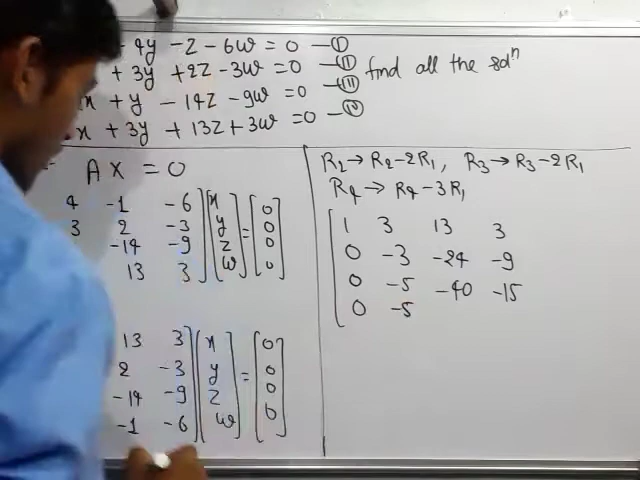 4y - z - 6w = 0 — (I)
+ 3y + 2z - 3w = 0 — (II)
x + y - 14z - 9w = 0 — (III)
x + 3y + 13z + 3w = 0 — (IV)
find all the solⁿ
AX = 0
4 -1 -6 x 0
3 2 -3 y = 0
-14 -9 z 0
13 3 w 0
13 3 x 0
2 -3 y = 0
-14 -9 z 0
-1 -6 w 0
R2 → R2 - 2R1, R3 → R3 - 2R1
R4 → R4 - 3R1
1 3 13 3
0 -3 -24 -9
0 -5 -40 -15
0 -5